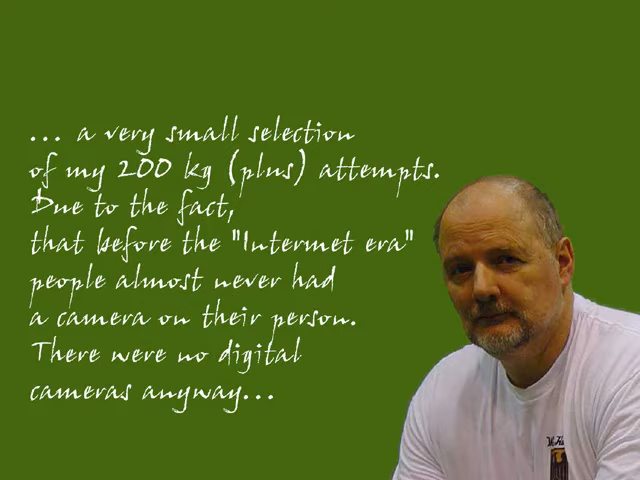 ... a very small selection
of my 200 kg (plus) attempts.
Due to the fact,
that before the "Internet era"
people almost never had
a camera on their person.
There were no digital
cameras anyway...